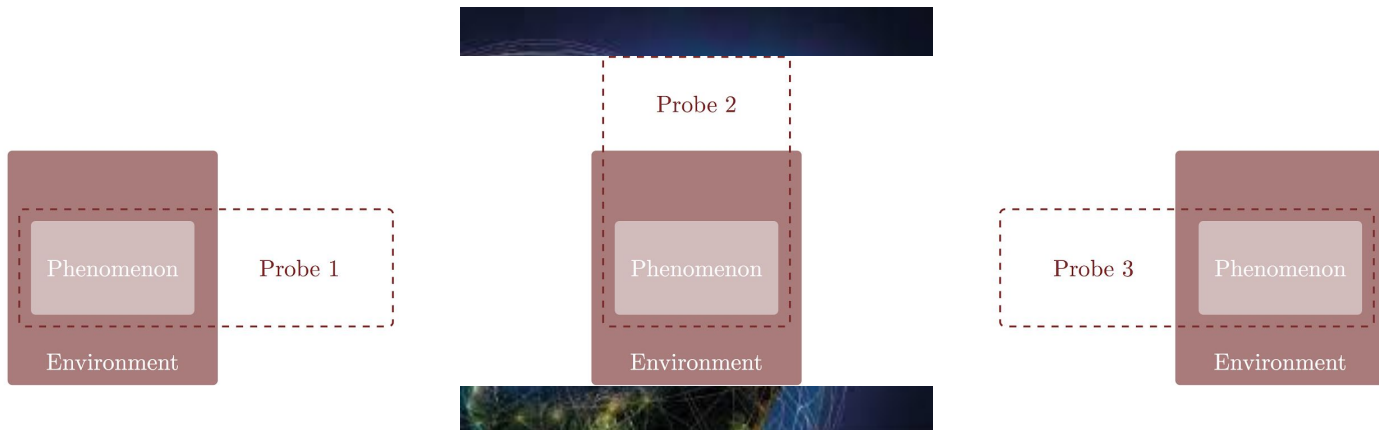 Probe 2
Phenomenon
Probe 1
Phenomenon
Probe 3
Phenomenon
Environment
Environment
Environment